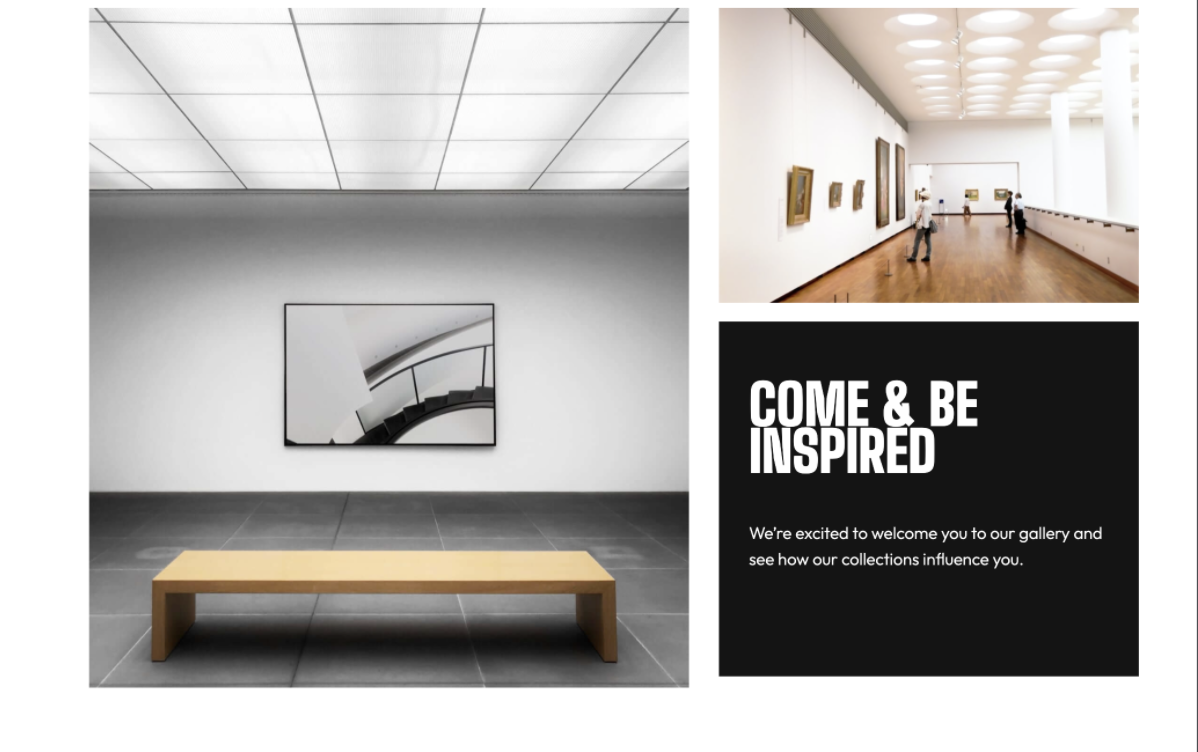 COME & BE
INSPIRED
We're excited to welcome you to our gallery and
see how our collections influence you.